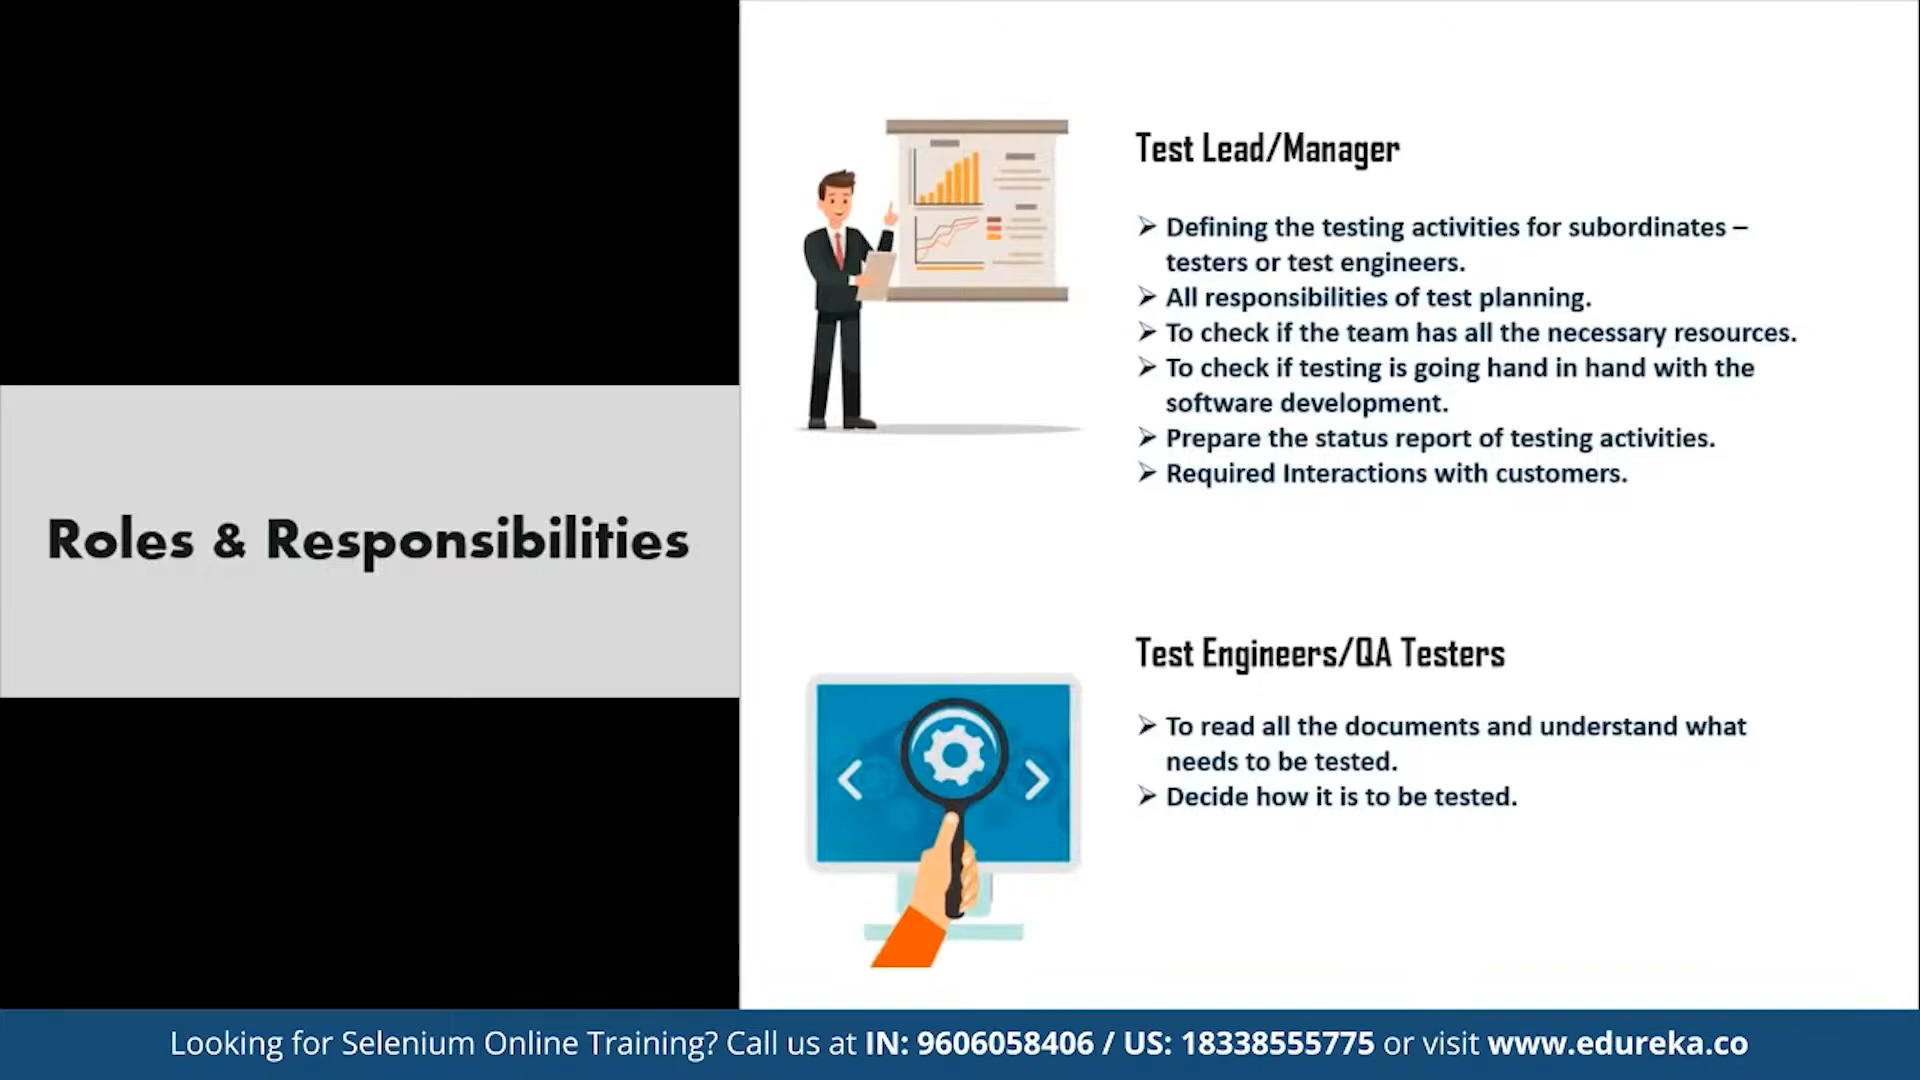 Roles & Responsibilities
Test Lead/Manager
➢ Defining the testing activities for subordinates –
testers or test engineers.
➢ All responsibilities of test planning.
➢ To check if the team has all the necessary resources.
➢ To check if testing is going hand in hand with the
software development.
➢ Prepare the status report of testing activities.
➢ Required Interactions with customers.
Test Engineers/QA Testers
➢ To read all the documents and understand what
needs to be tested.
➢ Decide how it is to be tested.
Looking for Selenium Online Training? Call us at IN: 9606058406 / US: 18338555775 or visit www.edureka.co